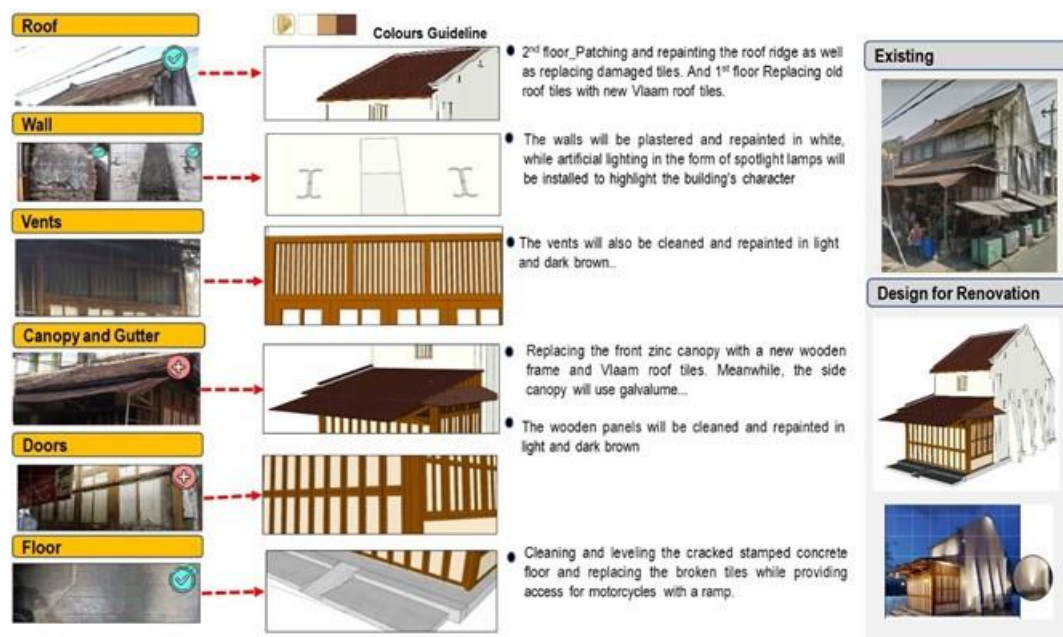 Roof
Colours Guideline
2nd floor_Patching and repainting the roof ridge as well
as replacing damaged tiles. And 1st floor Replacing old
roof tiles with new Vlaam roof tiles.
Existing
Wall
The walls will be plastered and repainted in white,
while artificial lighting in the form of spotlight lamps will
be installed to highlight the building's character
Vents
The vents will also be cleaned and repainted in light
and dark brown..
Design for Renovation
Canopy and Gutter
Replacing the front zinc canopy with a new wooden
frame and Vlaam roof tiles. Meanwhile, the side
canopy will use galvalume...
Doors
The wooden panels will be cleaned and repainted in
light and dark brown
Floor
Cleaning and leveling the cracked stamped concrete
floor and replacing the broken tiles while providing
access for motorcycles with a ramp.